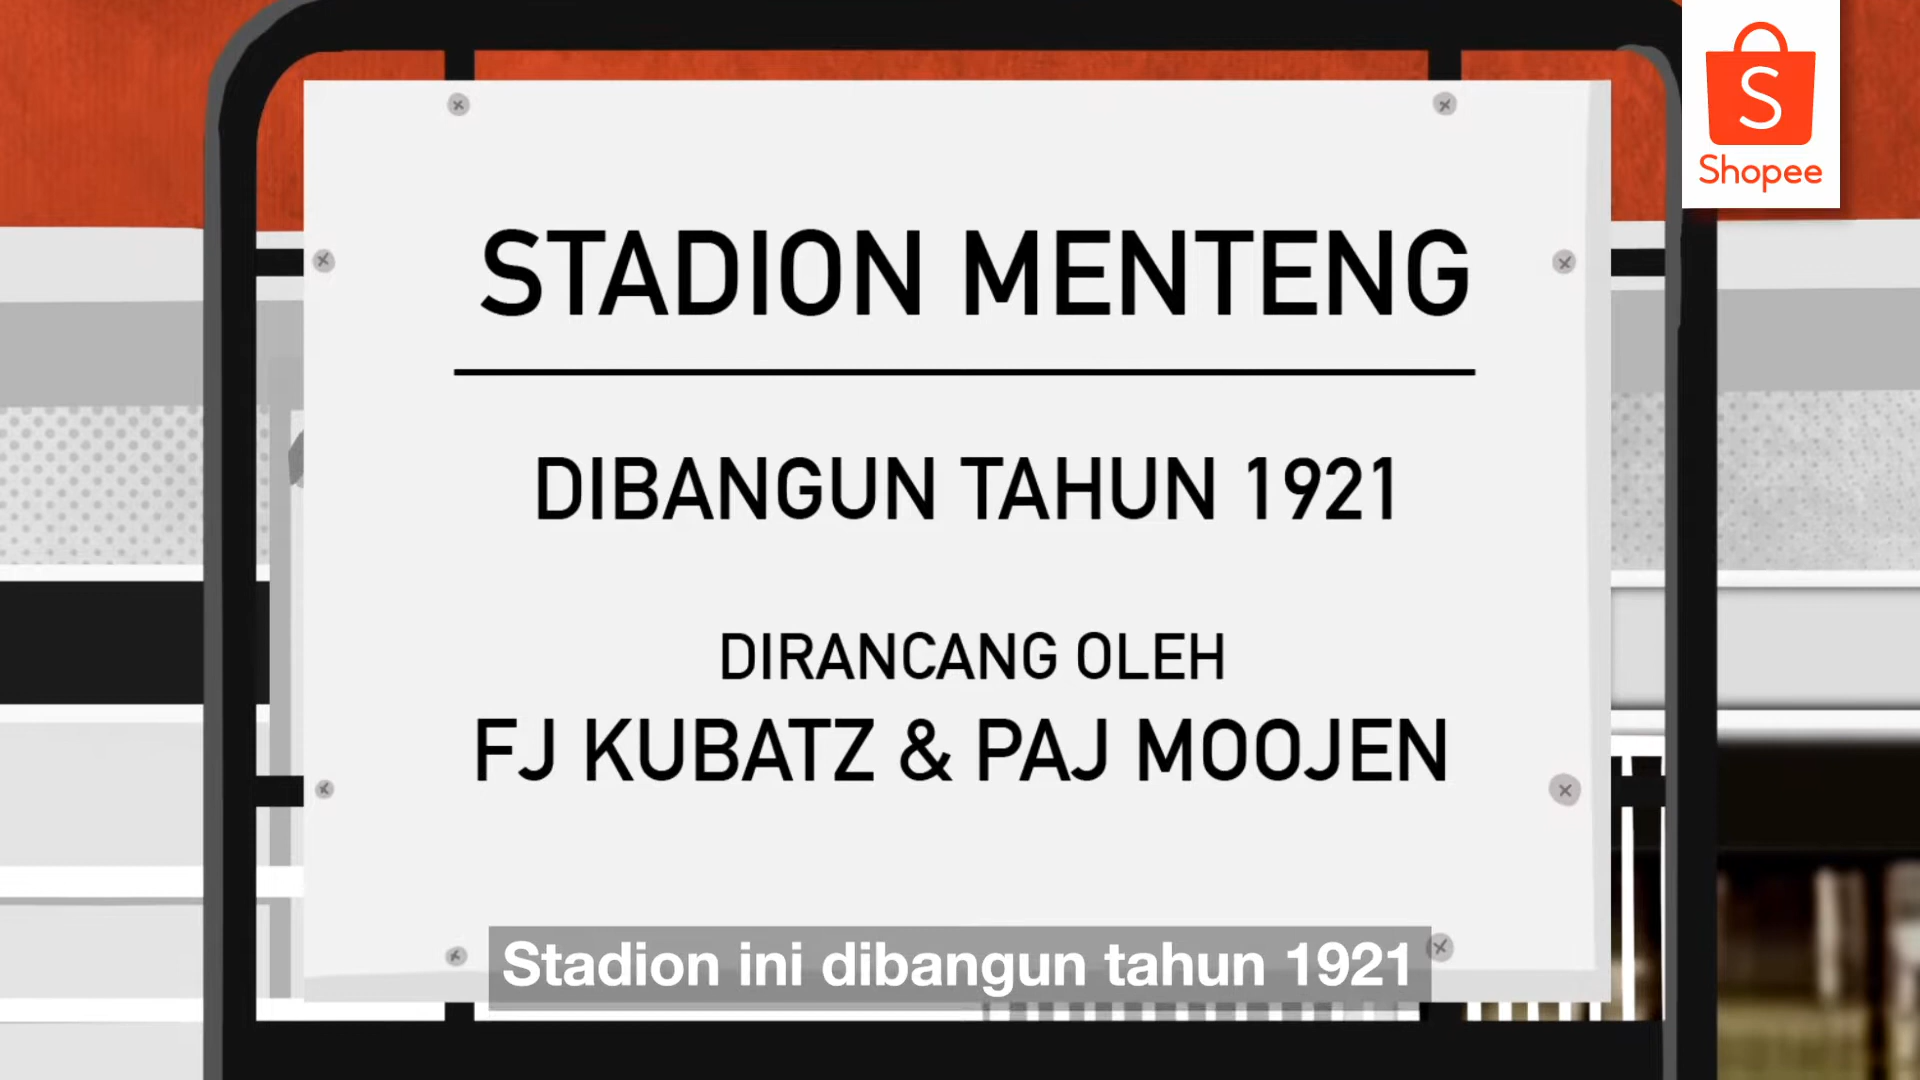 S
Shopee
STADION MENTENG
DIBANGUN TAHUN 1921
DIRANCANG OLEH
FJ KUBATZ & PAJ MOOJEN
Stadion ini dibangun tahun 1921